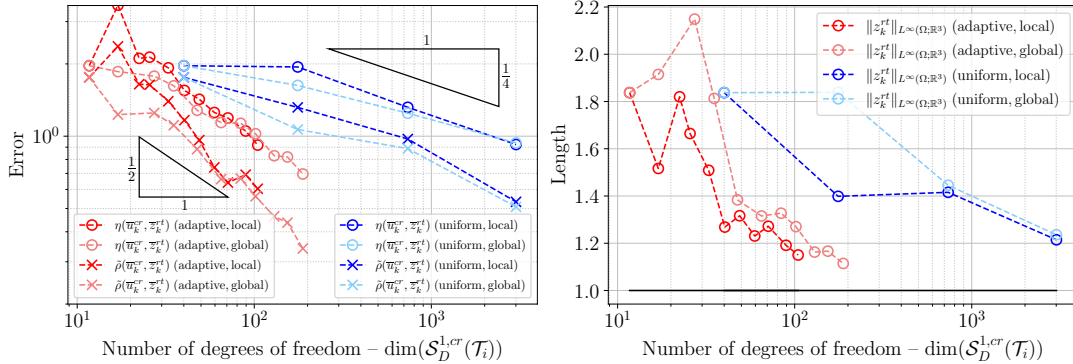 Error
10^0
10^1
10^2
10^3
1
1/4
1/2
1
η(ū_k^{cr}, z̄_k^{rt}) (adaptive, local)
η(ū_k^{cr}, z̄_k^{rt}) (adaptive, global)
ρ̃(ū_k^{cr}, z̄_k^{rt}) (adaptive, local)
ρ̃(ū_k^{cr}, z̄_k^{rt}) (adaptive, global)
η(ū_k^{cr}, z̄_k^{rt}) (uniform, local)
η(ū_k^{cr}, z̄_k^{rt}) (uniform, global)
ρ̃(ū_k^{cr}, z̄_k^{rt}) (uniform, local)
ρ̃(ū_k^{cr}, z̄_k^{rt}) (uniform, global)
Number of degrees of freedom – dim(𝒮_D^{1,cr}(𝒯_i))
Length
2.2
2.0
1.8
1.6
1.4
1.2
1.0
10^1
10^2
10^3
‖z_k^{rt}‖_{L^∞(Ω;ℝ^3)} (adaptive, local)
‖z_k^{rt}‖_{L^∞(Ω;ℝ^3)} (adaptive, global)
‖z_k^{rt}‖_{L^∞(Ω;ℝ^3)} (uniform, local)
‖z_k^{rt}‖_{L^∞(Ω;ℝ^3)} (uniform, global)
Number of degrees of freedom – dim(𝒮_D^{1,cr}(𝒯_i))